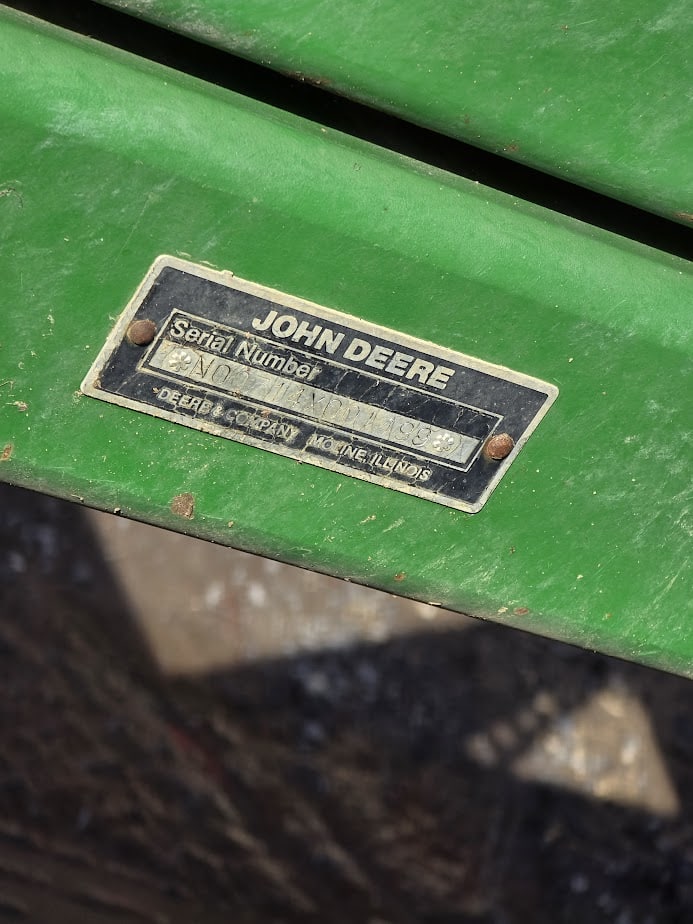 JOHN DEERE
Serial Number
DEERE & COMPANY MOLINE, ILLINOIS